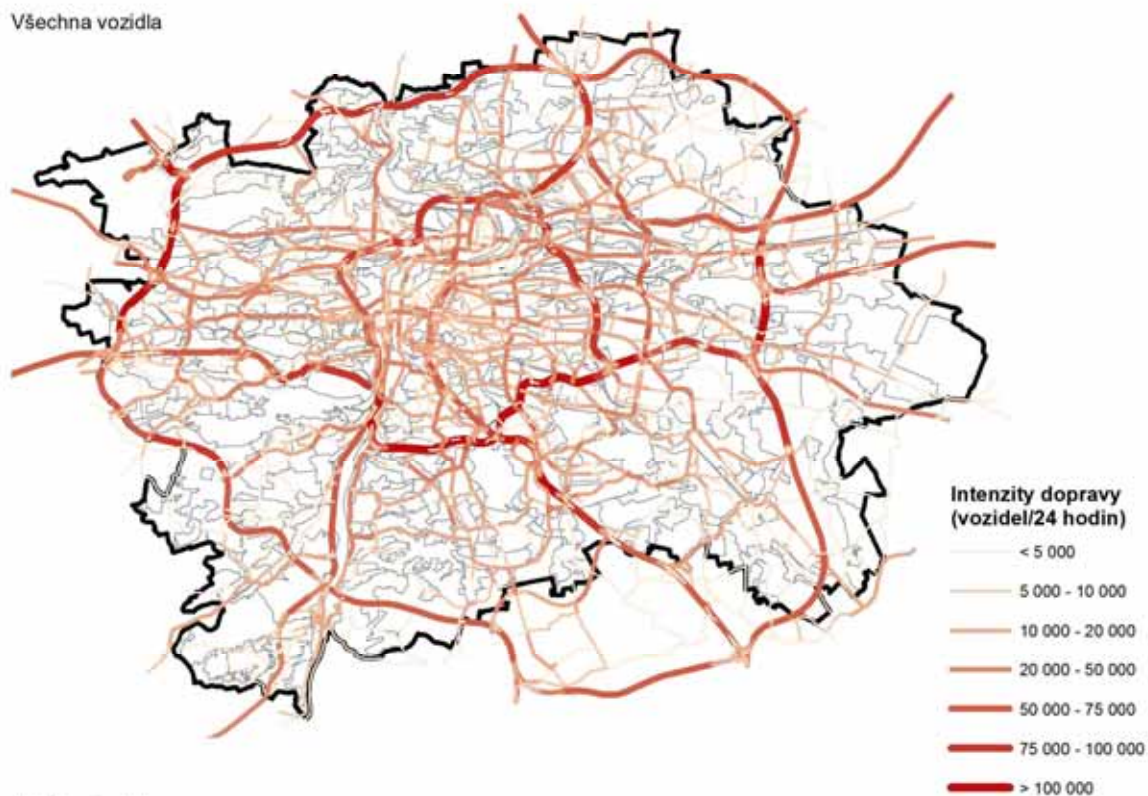 Všechna vozidla
Intenzity dopravy
(vozidel/24 hodin)
< 5 000
5 000 - 10 000
10 000 - 20 000
20 000 - 50 000
50 000 - 75 000
75 000 - 100 000
> 100 000